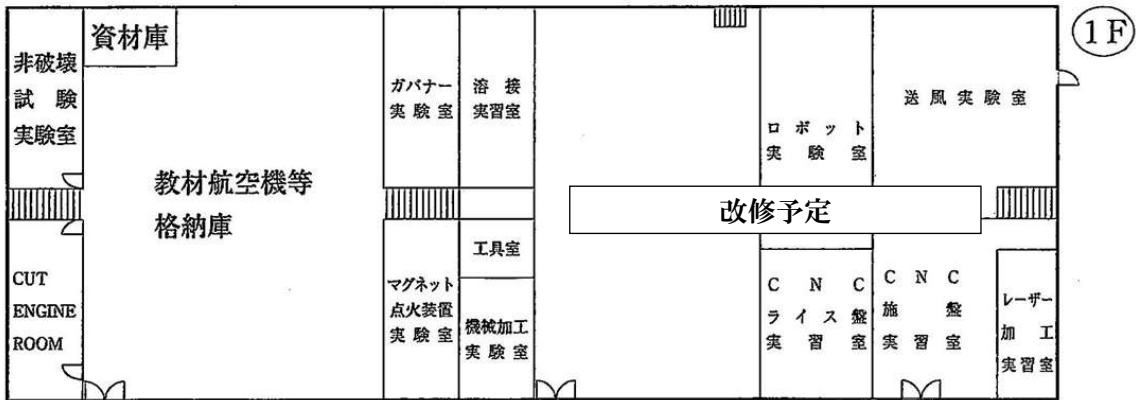 1F
資材庫
非破壊
試験
実験室
ガバナー
実験室
溶接
実習室
送風実験室
ロボット
実験室
教材航空機等
格納庫
改修予定
工具室
CUT
ENGINE
ROOM
マグネット
点火装置
実験室
機械加工
実験室
CNC
ライス盤
実習室
CNC
施盤
実習室
レーザー
加工
実習室